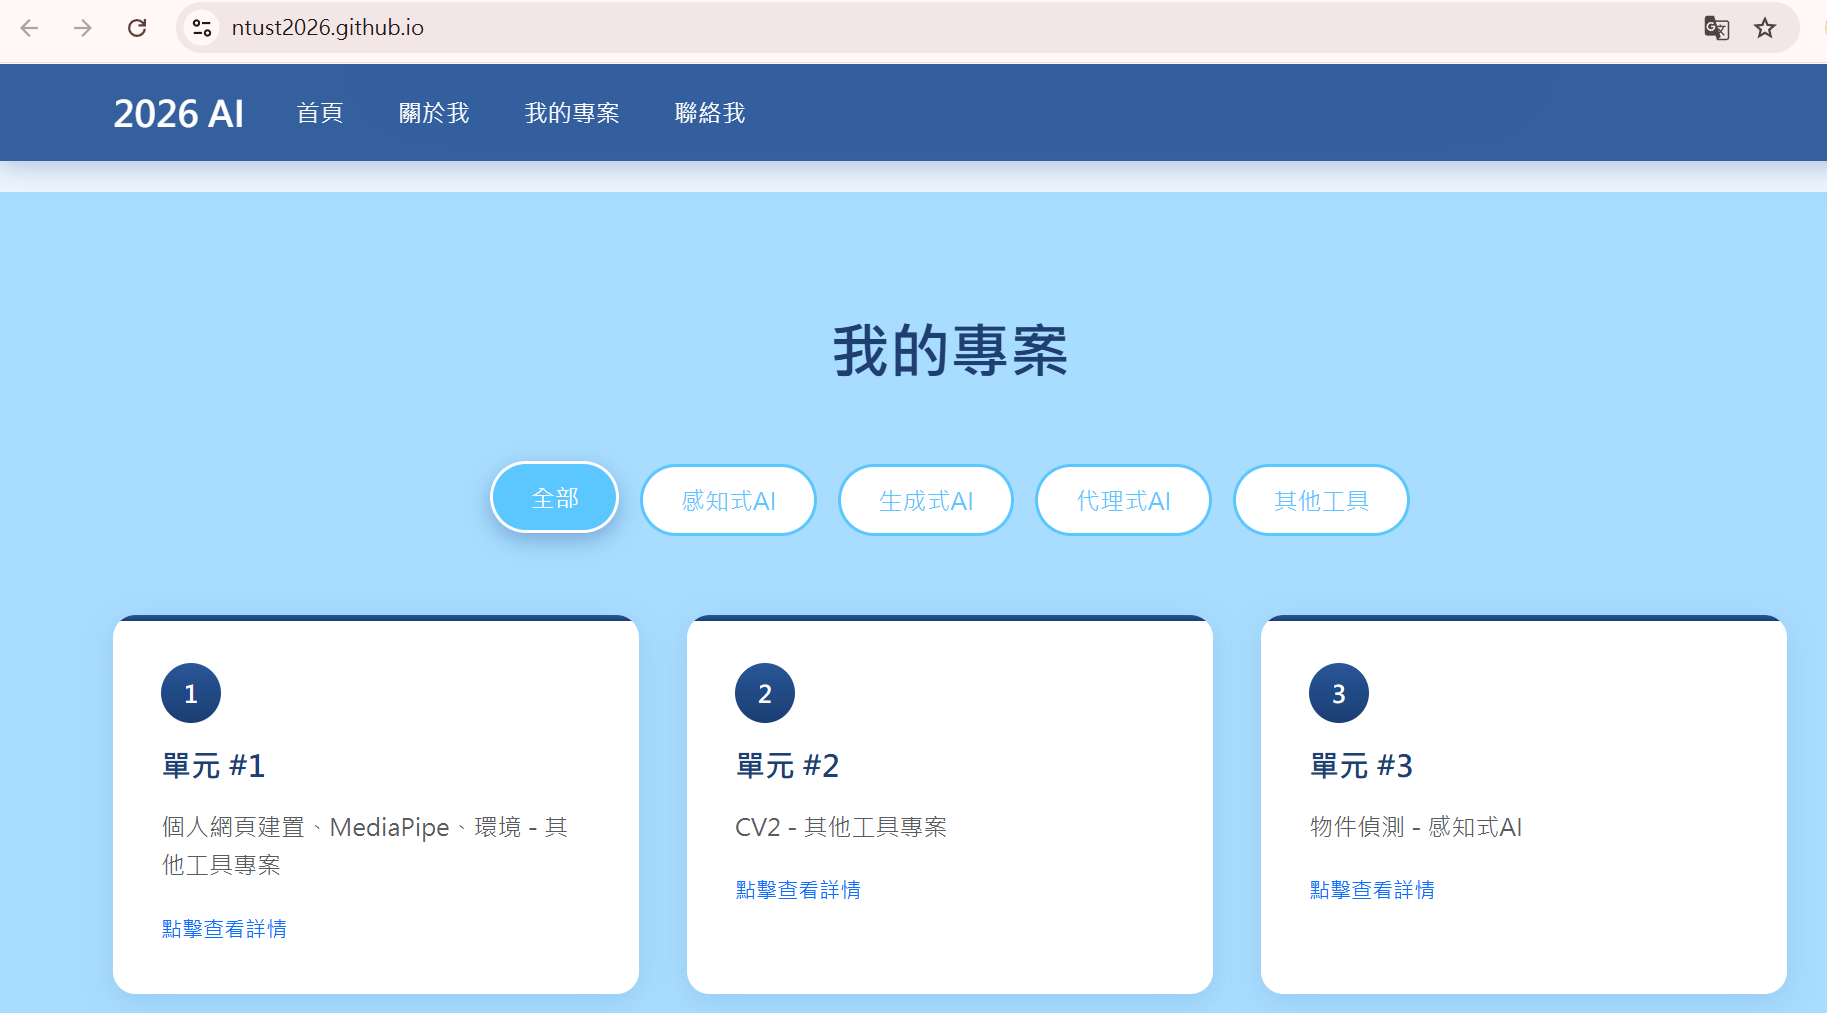 ntust2026.github.io
2026 AI 首頁 關於我 我的專案 聯絡我
我的專案
全部 感知式AI 生成式AI 代理式AI 其他工具
1
單元 #1
個人網頁建置、MediaPipe、環境 - 其
他工具專案
點擊查看詳情
2
單元 #2
CV2 - 其他工具專案
點擊查看詳情
3
單元 #3
物件偵測 - 感知式AI
點擊查看詳情